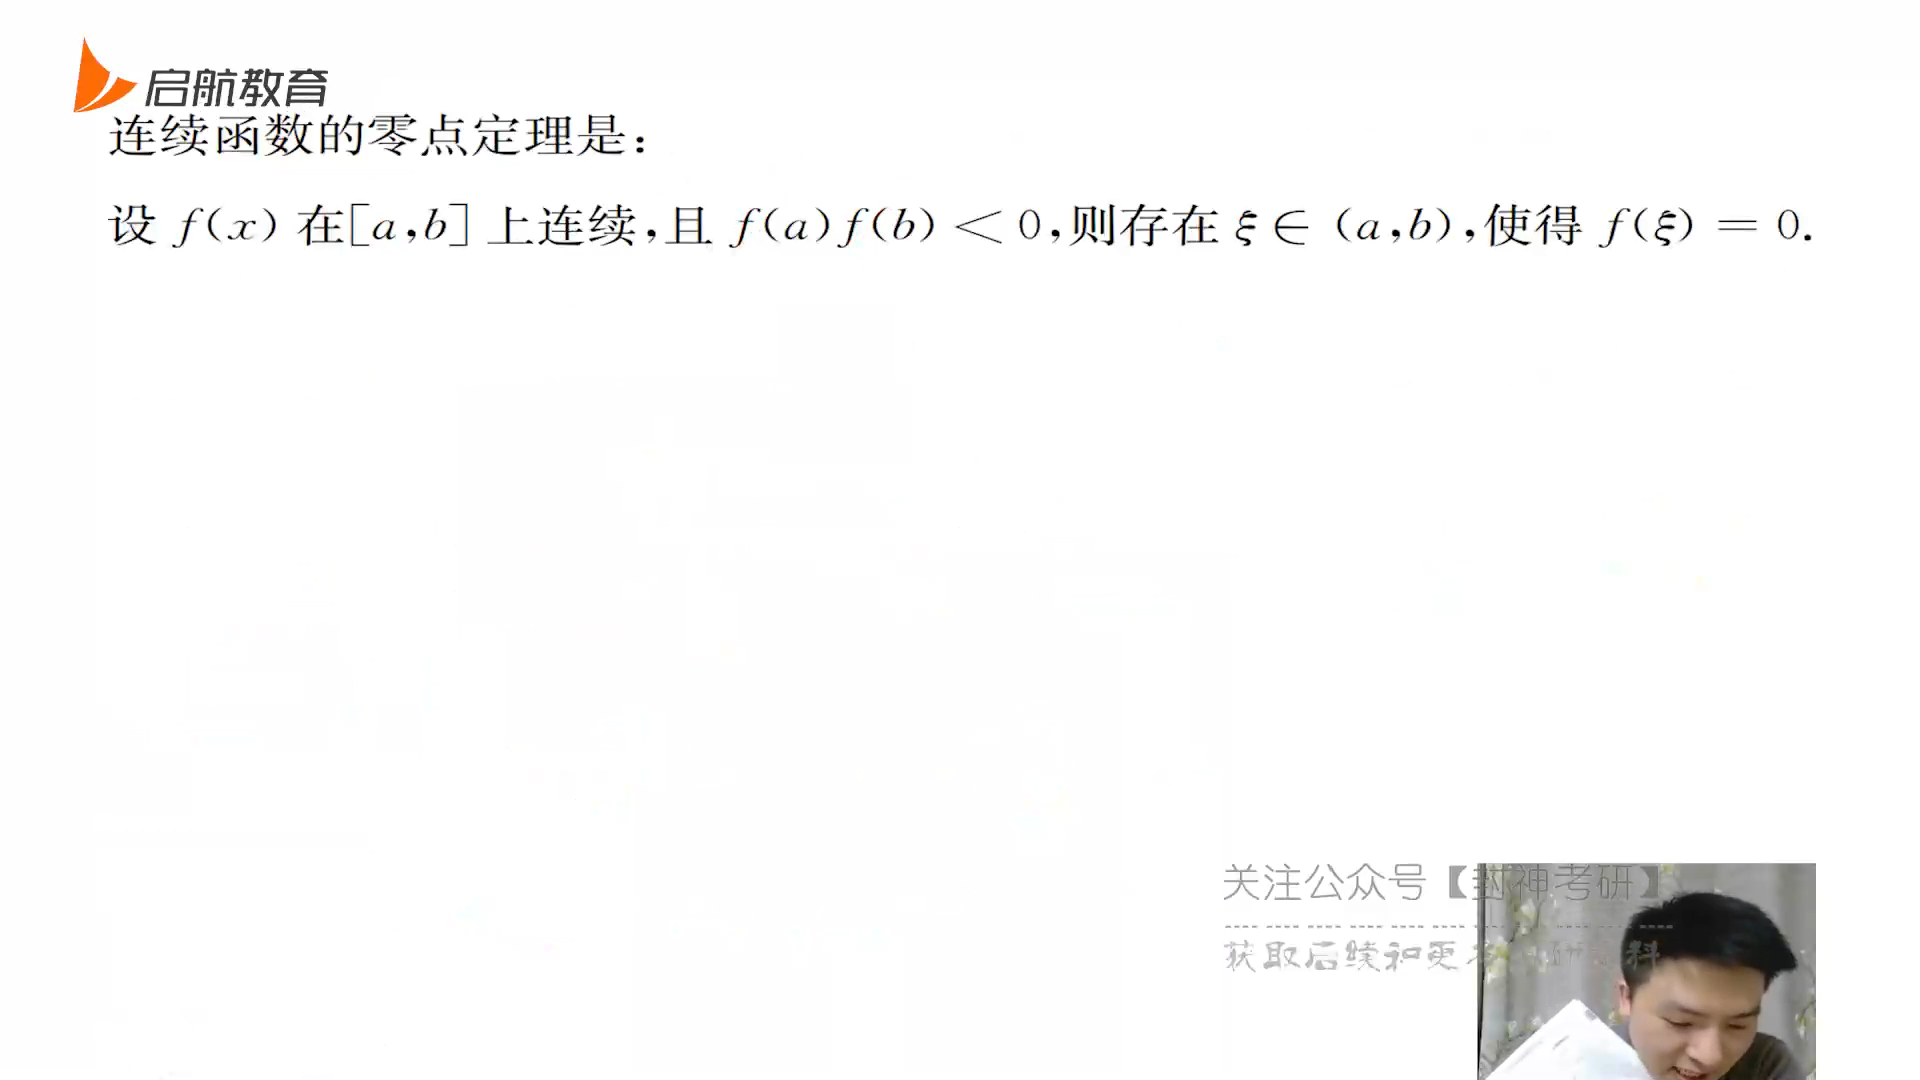 启航教育
连续函数的零点定理是:
设 f(x) 在[a,b] 上连续,且 f(a)f(b) < 0,则存在 ξ ∈ (a,b),使得 f(ξ) = 0.
关注公众号【封神考研】
获取后续和更 研 料